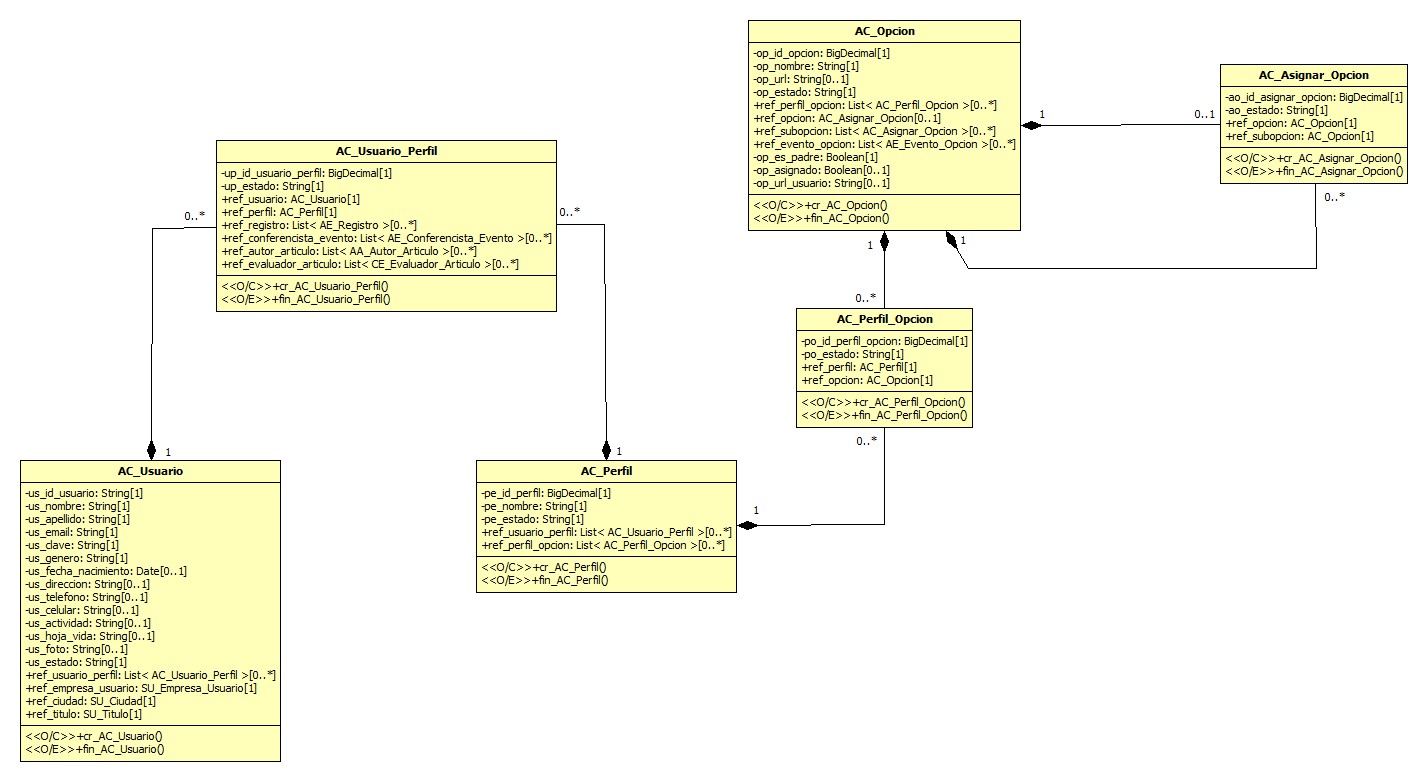 AC_Opcion
-op_id_opcion: BigDecimal[1]
-op_nombre: String[1]
-op_url: String[0..1]
-op_estado: String[1]
+ref_perfil_opcion: List< AC_Perfil_Opcion >[0..*]
+ref_opcion: AC_Asignar_Opcion[0..1]
+ref_subopcion: List< AC_Asignar_Opcion >[0..*]
+ref_evento_opcion: List< AE_Evento_Opcion >[0..*]
-op_es_padre: Boolean[1]
-op_asignado: Boolean[0..1]
-op_url_usuario: String[0..1]
<<O/C>>+cr_AC_Opcion()
<<O/E>>+fin_AC_Opcion()
1
0..1
AC_Asignar_Opcion
-ao_id_asignar_opcion: BigDecimal[1]
-ao_estado: String[1]
+ref_opcion: AC_Opcion[1]
+ref_subopcion: AC_Opcion[1]
<<O/C>>+cr_AC_Asignar_Opcion()
<<O/E>>+fin_AC_Asignar_Opcion()
0..*
1
1
0..*
AC_Usuario_Perfil
-up_id_usuario_perfil: BigDecimal[1]
-up_estado: String[1]
+ref_usuario: AC_Usuario[1]
+ref_perfil: AC_Perfil[1]
+ref_registro: List< AE_Registro >[0..*]
+ref_conferencista_evento: List< AE_Conferencista_Evento >[0..*]
+ref_autor_articulo: List< AA_Autor_Articulo >[0..*]
+ref_evaluador_articulo: List< CE_Evaluador_Articulo >[0..*]
<<O/C>>+cr_AC_Usuario_Perfil()
<<O/E>>+fin_AC_Usuario_Perfil()
0..*
0..*
AC_Perfil_Opcion
-po_id_perfil_opcion: BigDecimal[1]
-po_estado: String[1]
+ref_perfil: AC_Perfil[1]
+ref_opcion: AC_Opcion[1]
<<O/C>>+cr_AC_Perfil_Opcion()
<<O/E>>+fin_AC_Perfil_Opcion()
0..*
1
1
AC_Usuario
-us_id_usuario: String[1]
-us_nombre: String[1]
-us_apellido: String[1]
-us_email: String[1]
-us_clave: String[1]
-us_genero: String[1]
-us_fecha_nacimiento: Date[0..1]
-us_direccion: String[0..1]
-us_telefono: String[0..1]
-us_celular: String[0..1]
-us_actividad: String[0..1]
-us_hoja_vida: String[0..1]
-us_foto: String[0..1]
-us_estado: String[1]
+ref_usuario_perfil: List< AC_Usuario_Perfil >[0..*]
+ref_empresa_usuario: SU_Empresa_Usuario[1]
+ref_ciudad: SU_Ciudad[1]
+ref_titulo: SU_Titulo[1]
<<O/C>>+cr_AC_Usuario()
<<O/E>>+fin_AC_Usuario()
AC_Perfil
-pe_id_perfil: BigDecimal[1]
-pe_nombre: String[1]
-pe_estado: String[1]
+ref_usuario_perfil: List< AC_Usuario_Perfil >[0..*]
+ref_perfil_opcion: List< AC_Perfil_Opcion >[0..*]
<<O/C>>+cr_AC_Perfil()
<<O/E>>+fin_AC_Perfil()
1